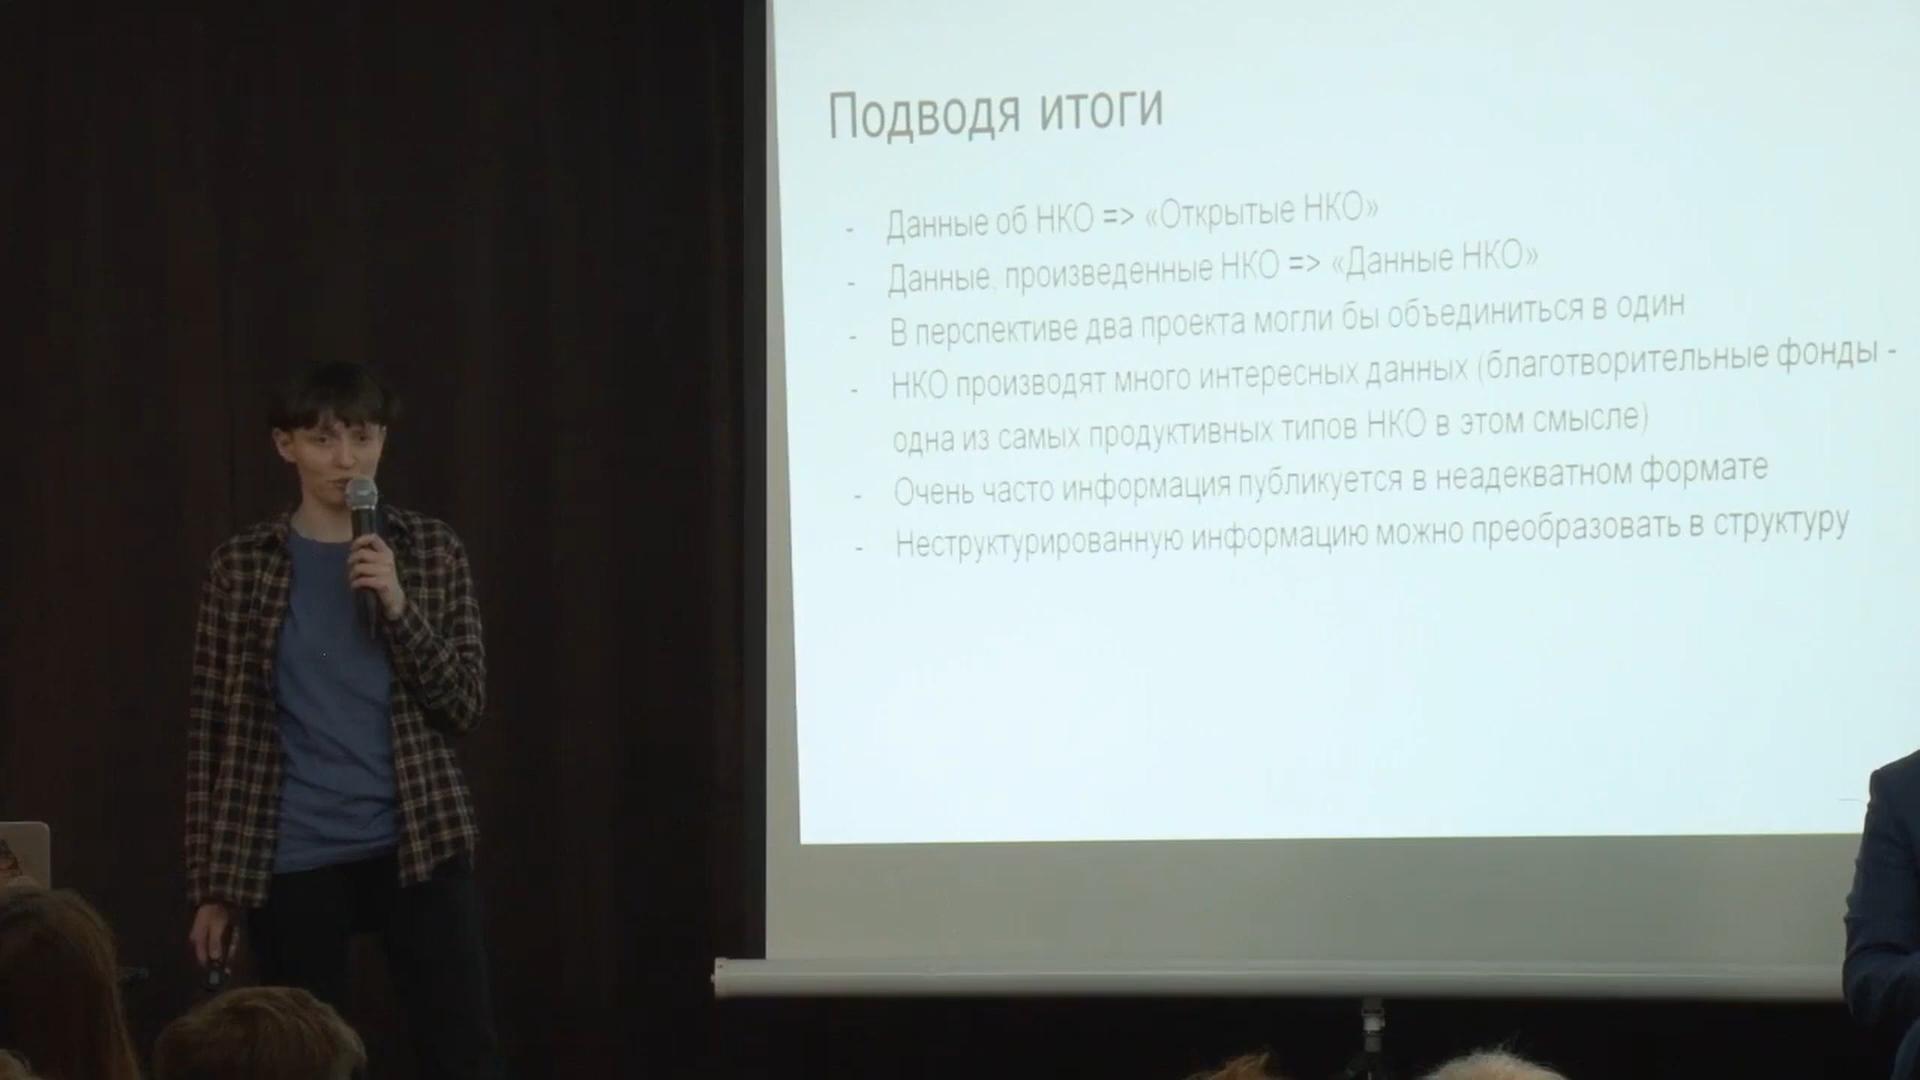 Подводя итоги
- Данные об НКО => «Открытые НКО»
- Данные, произведенные НКО => «Данные НКО»
- В перспективе два проекта могли бы объединиться в один
- НКО производят много интересных данных (благотворительные фонды -
одна из самых продуктивных типов НКО в этом смысле)
- Очень часто информация публикуется в неадекватном формате
- Неструктурированную информацию можно преобразовать в структуру